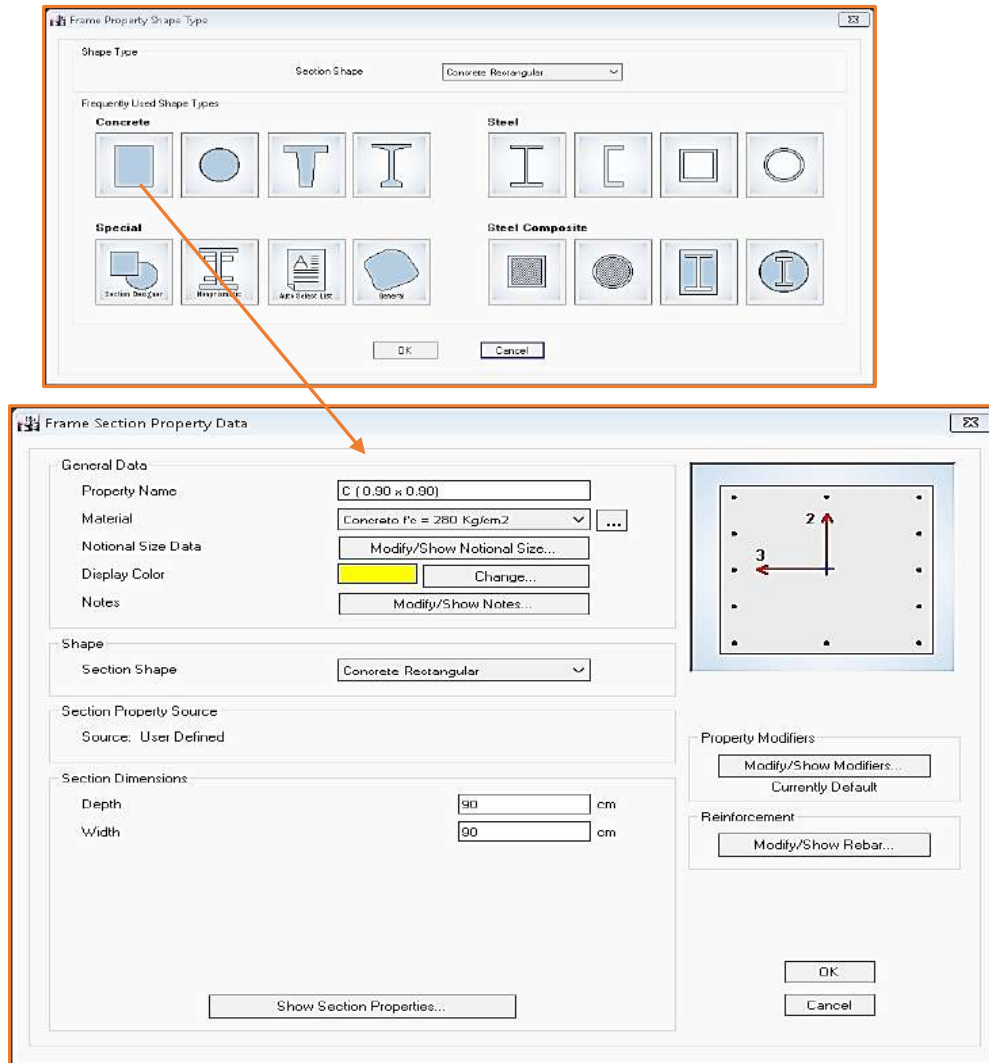 Frame Property Shape Type
Shape Type
Section Shape
Concrete Rectangular
Frequently Used Shape Types
Concrete
Steel
Special
Steel Composite
Section Designer
Nonprismatic
Auto Select List
General
OK
Cancel
Frame Section Property Data
General Data
Property Name
C ( 0.90 x 0.90)
Material
Concreto f'c = 280 Kg/cm2
...
Notional Size Data
Modify/Show Notional Size...
Display Color
Change...
Notes
Modify/Show Notes...
2
3
Shape
Section Shape
Concrete Rectangular
Section Property Source
Source: User Defined
Property Modifiers
Modify/Show Modifiers...
Currently Default
Section Dimensions
Depth
90
cm
Width
90
cm
Reinforcement
Modify/Show Rebar...
OK
Cancel
Show Section Properties...